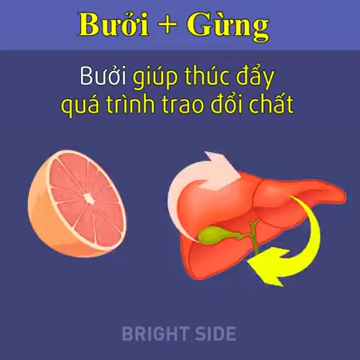 Bưởi + Gừng
Bưởi giúp thúc đẩy
quá trình trao đổi chất
BRIGHT SIDE